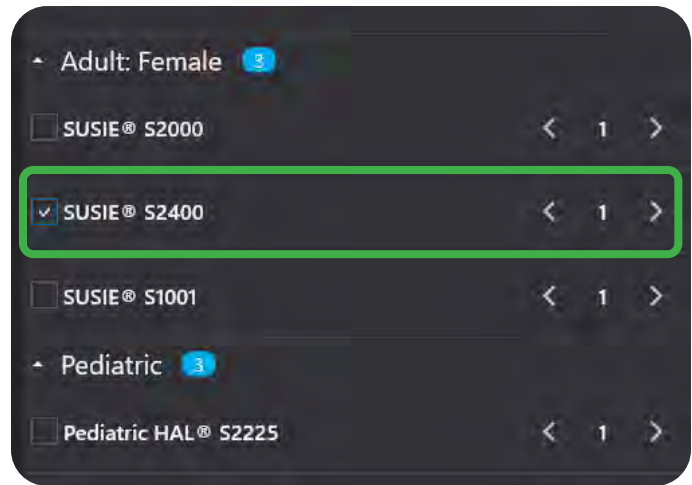 Adult: Female 3
SUSIE® S2000 1
SUSIE® S2400 1
SUSIE® S1001 1
Pediatric 3
Pediatric HAL® S2225 1